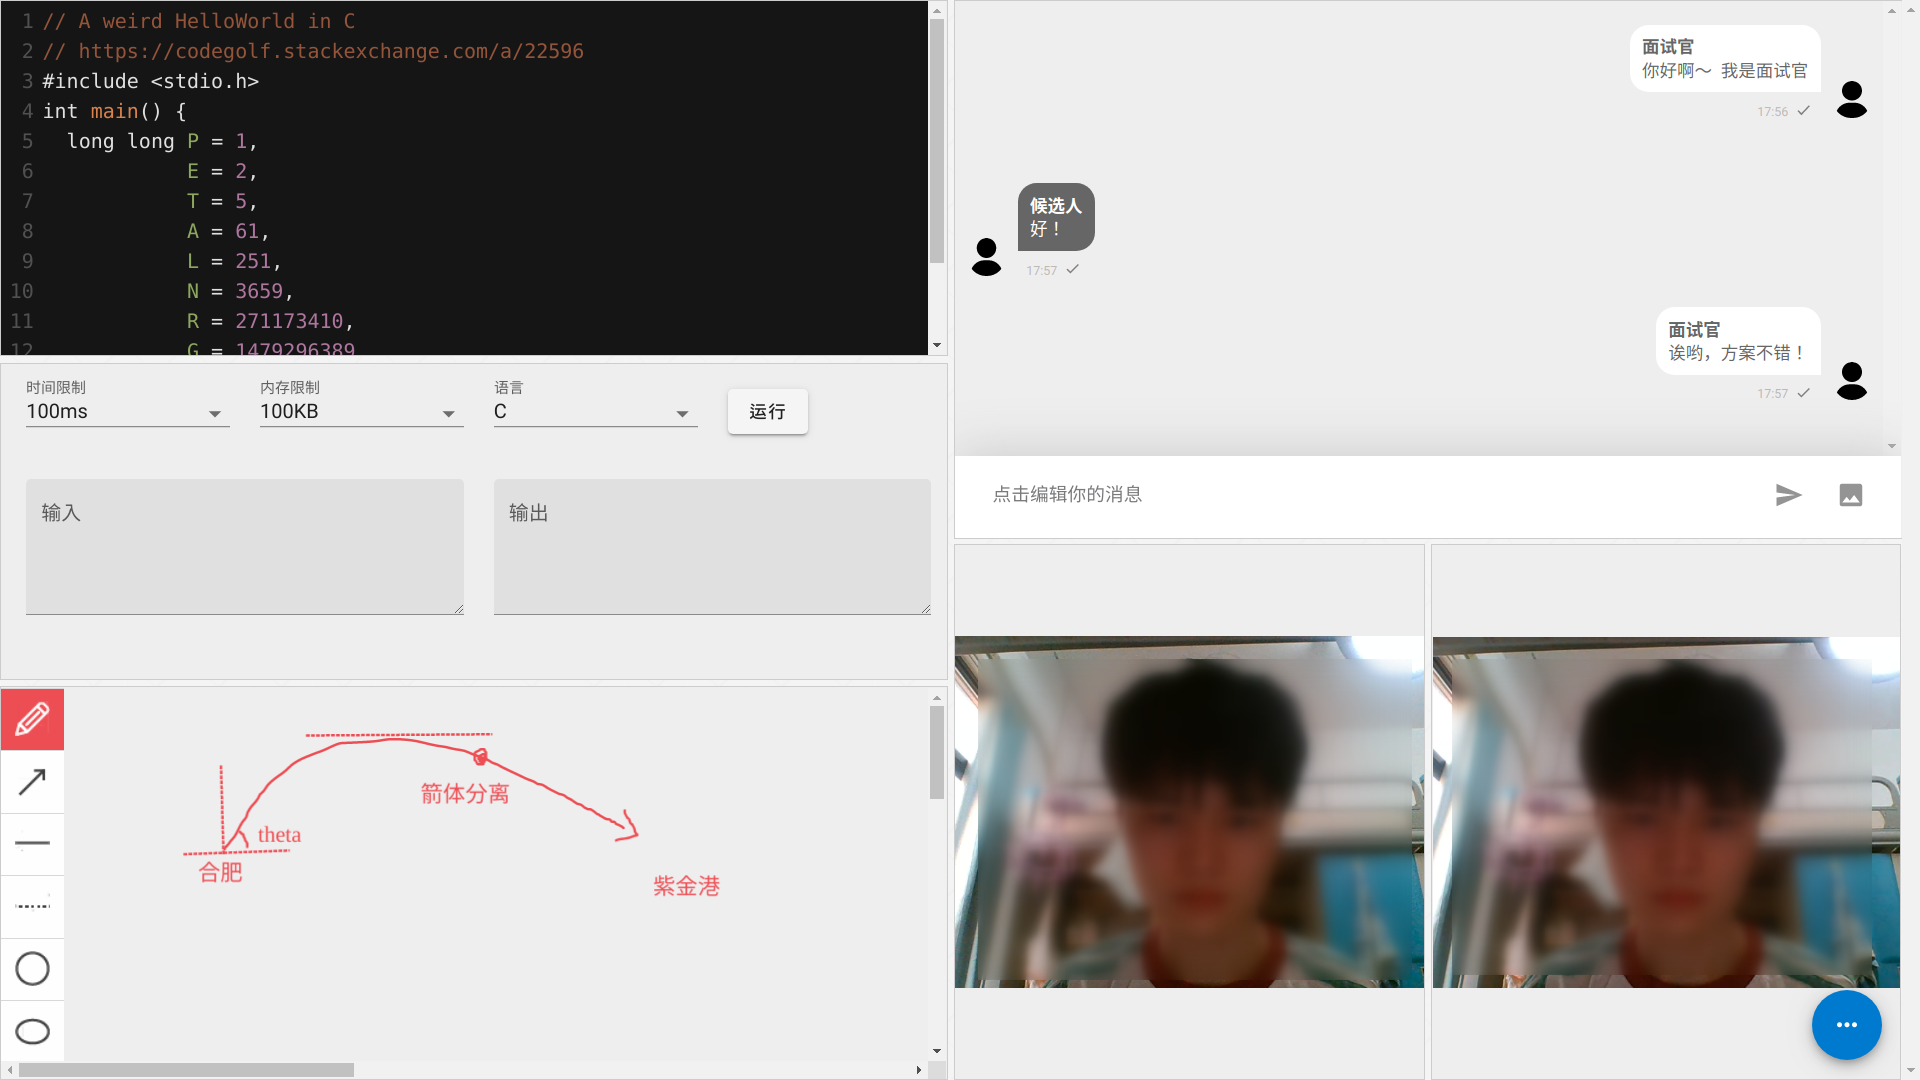 1 // A weird HelloWorld in C
2 // https://codegolf.stackexchange.com/a/22596
3 #include <stdio.h>
4 int main() {
5 long long P = 1,
6 E = 2,
7 T = 5,
8 A = 61,
9 L = 251,
10 N = 3659,
11 R = 271173410,
12 G = 1479296389
时间限制
100ms
内存限制
100KB
语言
C
运行
输入
输出
theta
箭体分离
合肥
紫金港
面试官
你好啊～ 我是面试官
17:56
候选人
好！
17:57
面试官
诶哟，方案不错！
17:57
点击编辑你的消息